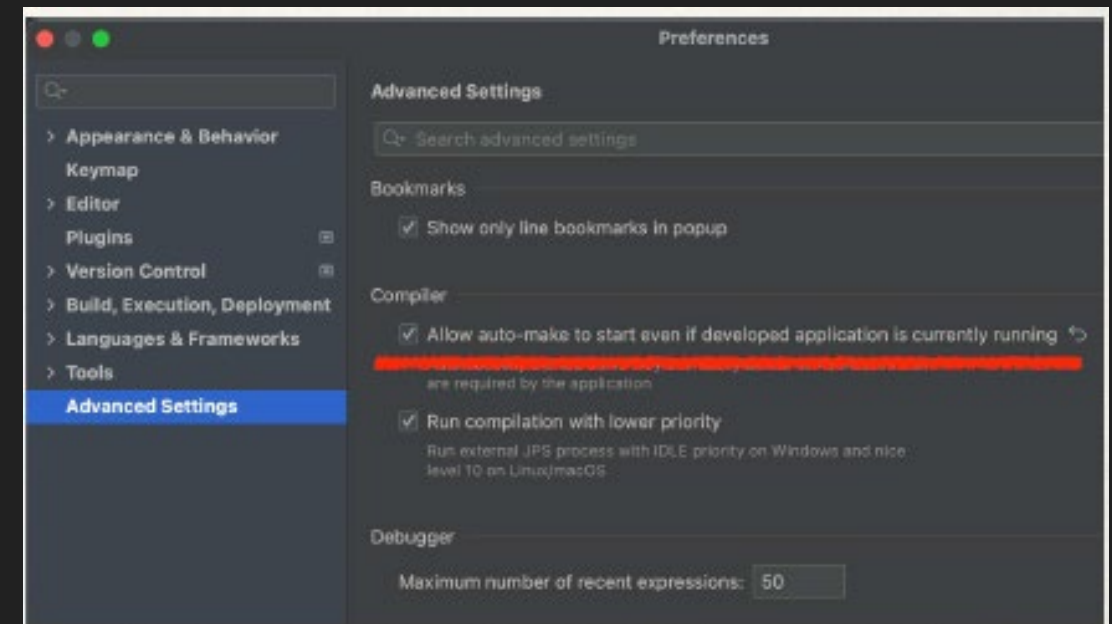 Preferences
Appearance & Behavior
Keymap
Editor
Plugins
Version Control
Build, Execution, Deployment
Languages & Frameworks
Tools
Advanced Settings
Advanced Settings
Search advanced settings
Bookmarks
Show only line bookmarks in popup
Compiler
Allow auto-make to start even if developed application is currently running
are required by the application
Run compilation with lower priority
Run external JPS process with IDLE priority on Windows and nice
level 10 on Linux/macOS
Debugger
Maximum number of recent expressions: 50